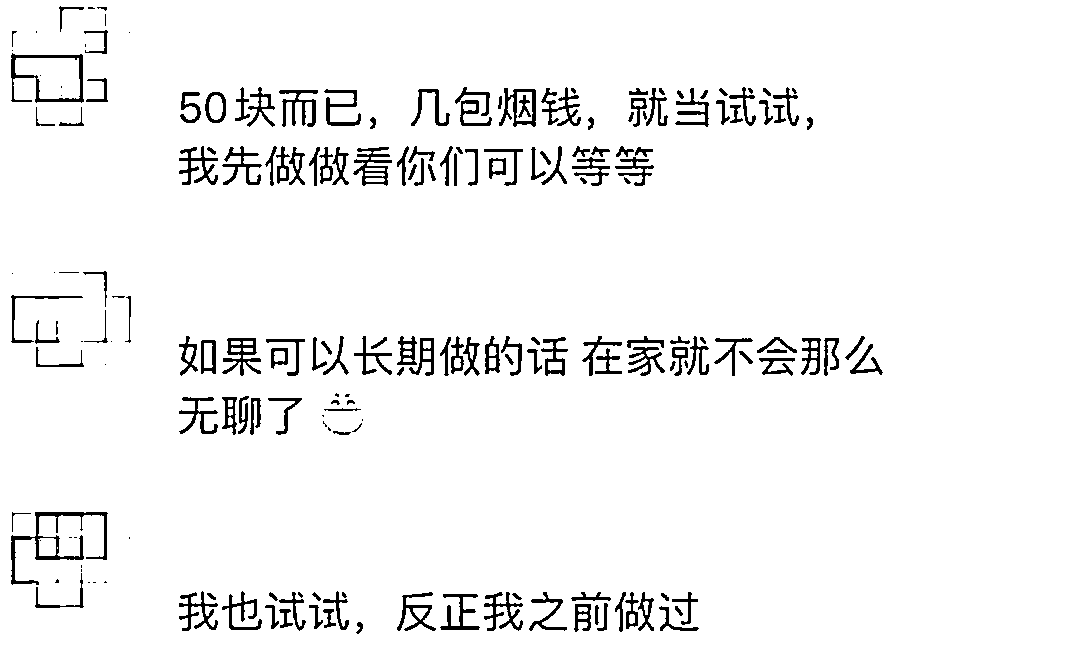 50块而已，几包烟钱，就当试试，
我先做做看你们可以等等
如果可以长期做的话 在家就不会那么
无聊了 😁
我也试试，反正我之前做过